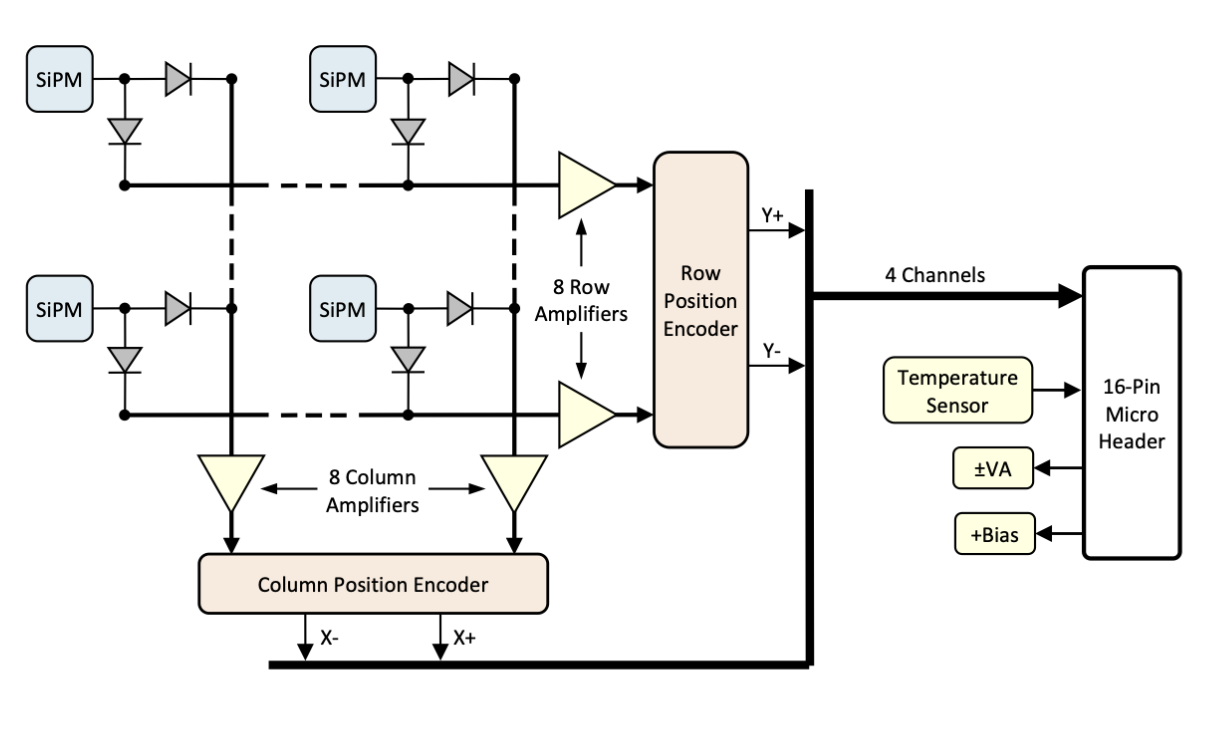 SiPM
SiPM
Y+
8 Row
Amplifiers
Row
Position
Encoder
4 Channels
SiPM
SiPM
Y-
Temperature
Sensor
16-Pin
Micro
Header
±VA
8 Column
Amplifiers
+Bias
Column Position Encoder
X-
X+